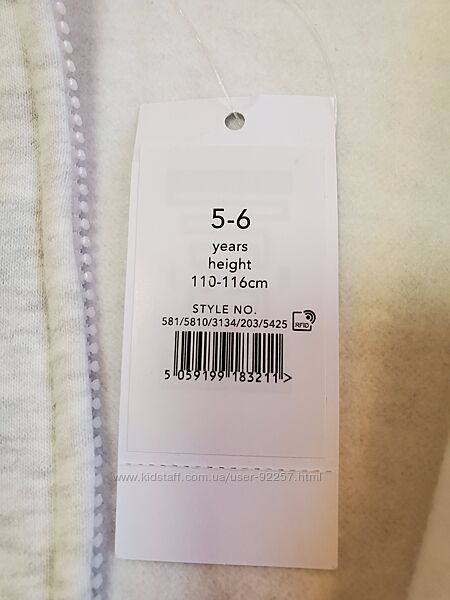 5-6
years
height
110-116cm
STYLE NO.
581/5810/3134/203/5425
RFID
5 059199 183211 >
www.kidstaff.com.ua/user-92257.html